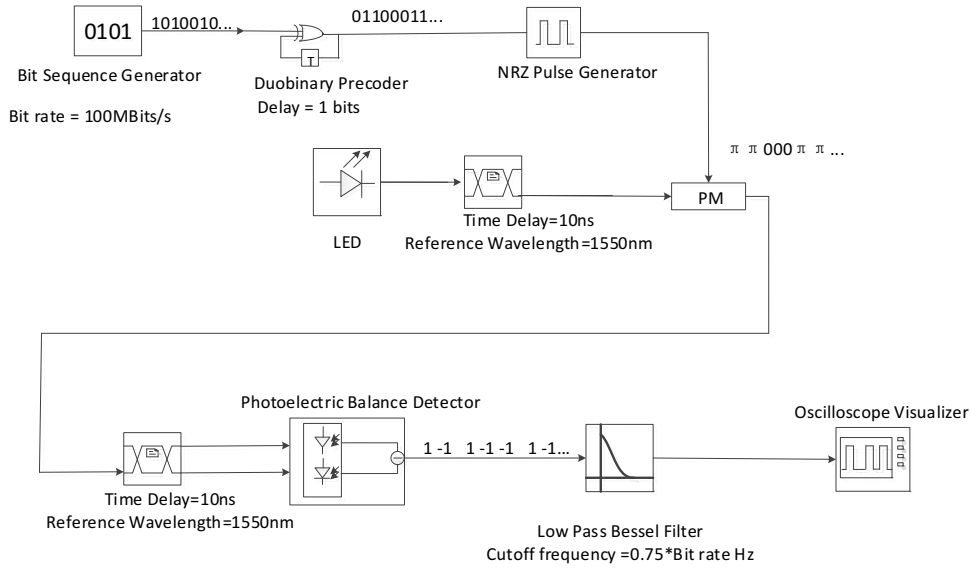 0101
1010010...
01100011...
T
Bit Sequence Generator
Duobinary Precoder
Delay = 1 bits
NRZ Pulse Generator
Bit rate = 100MBits/s
π π 000 π π ...
PM
LED
Time Delay=10ns
Reference Wavelength=1550nm
Photoelectric Balance Detector
Oscilloscope Visualizer
1 -1 1 -1 -1 1 -1...
Time Delay=10ns
Reference Wavelength=1550nm
Low Pass Bessel Filter
Cutoff frequency =0.75*Bit rate Hz